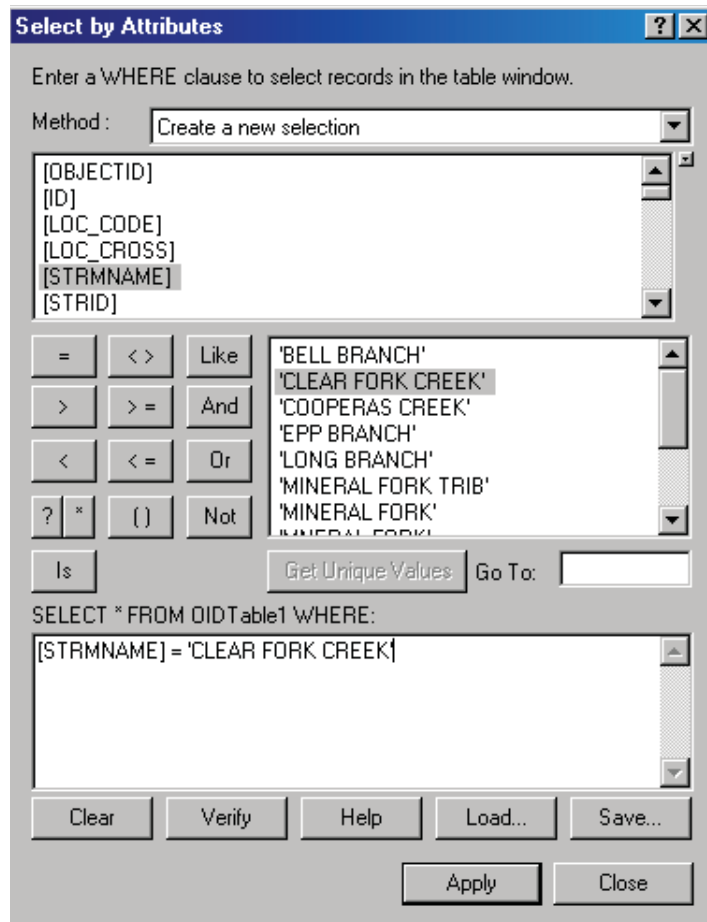 Select by Attributes
Enter a WHERE clause to select records in the table window.
Method : Create a new selection
[OBJECTID]
[ID]
[LOC_CODE]
[LOC_CROSS]
[STRMNAME]
[STRID]
= < > Like
> > = And
< < = Or
? * ( ) Not
Is
'BELL BRANCH'
'CLEAR FORK CREEK'
'COOPERAS CREEK'
'EPP BRANCH'
'LONG BRANCH'
'MINERAL FORK TRIB'
'MINERAL FORK'
'MNERAL FORK'
Get Unique Values Go To:
SELECT * FROM OIDTable1 WHERE:
[STRMNAME] = 'CLEAR FORK CREEK'
Clear Verify Help Load... Save...
Apply Close